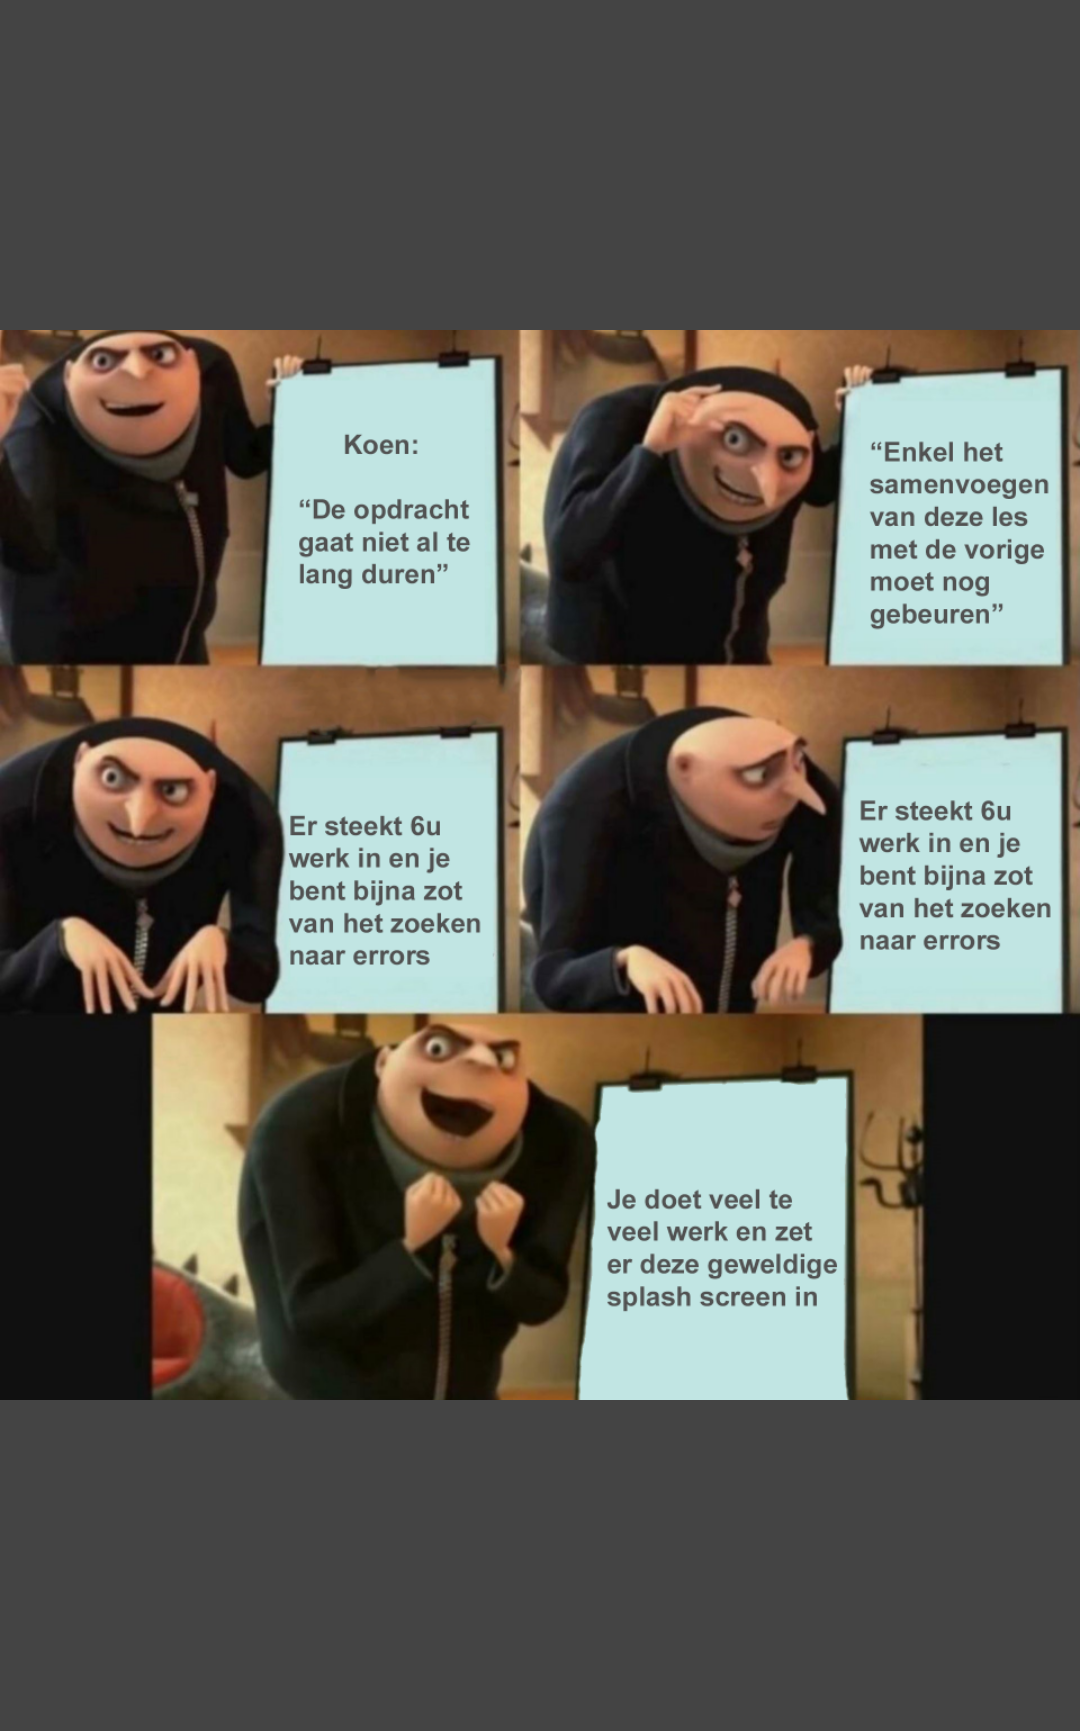 Koen:
“De opdracht
gaat niet al te
lang duren”
“Enkel het
samenvoegen
van deze les
met de vorige
moet nog
gebeuren”
Er steekt 6u
werk in en je
bent bijna zot
van het zoeken
naar errors
Er steekt 6u
werk in en je
bent bijna zot
van het zoeken
naar errors
Je doet veel te
veel werk en zet
er deze geweldige
splash screen in